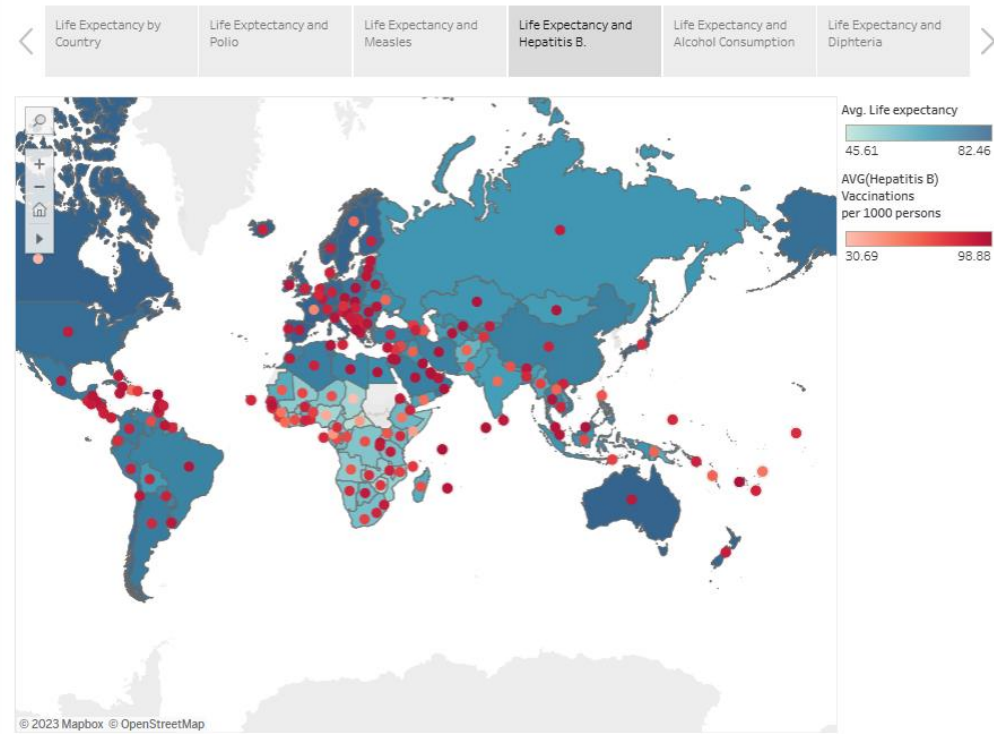 Life Expectancy by
Country
Life Exptectancy and
Polio
Life Expectancy and
Measles
Life Expectancy and
Hepatitis B.
Life Expectancy and
Alcohol Consumption
Life Expectancy and
Diphteria
Avg. Life expectancy
45.61 82.46
AVG(Hepatitis B)
Vaccinations
per 1000 persons
30.69 98.88
© 2023 Mapbox © OpenStreetMap